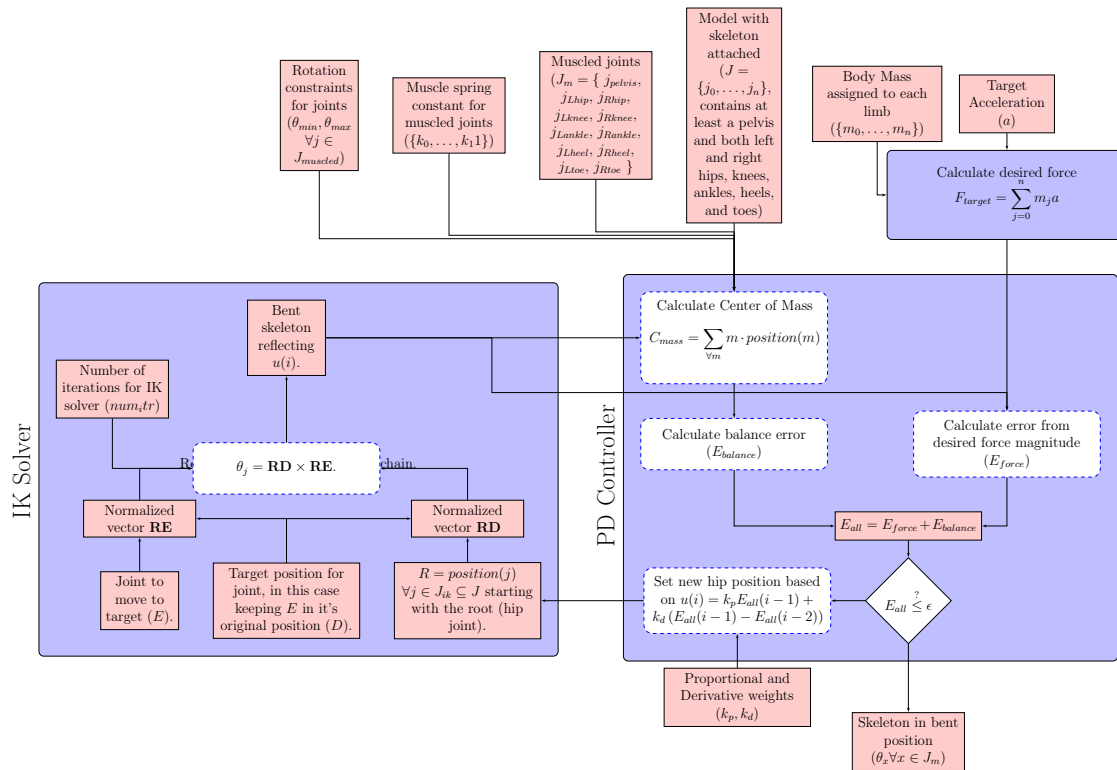 Model with
skeleton
attached
(J =
{j0, . . . , jn},
contains at
least a pelvis
and both left
and right
hips, knees,
ankles, heels,
and toes)
Rotation
constraints
for joints
(θmin, θmax
∀j ∈
Jmuscled)
Muscle spring
constant for
muscled joints
({k0, . . . , k11})
Muscled joints
(Jm = { jpelvis,
jLhip, jRhip,
jLknee, jRknee,
jLankle, jRankle,
jLheel, jRheel,
jLtoe, jRtoe }
Body Mass
assigned to each
limb
({m0, . . . , mn})
Target
Acceleration
(a)
Calculate desired force
Ftarget = ∑ⁿj=0 mja
IK Solver
Bent
skeleton
reflecting
u(i).
Number of
iterations for IK
solver (numitr)
Re
θj = RD × RE.
chain.
Normalized
vector RE
Normalized
vector RD
Joint to
move to
target (E).
Target position for
joint, in this case
keeping E in it's
original position (D).
R = position(j)
∀j ∈ Jik ⊆ J starting
with the root (hip
joint).
PD Controller
Calculate Center of Mass
Cmass = ∑∀m m · position(m)
Calculate balance error
(Ebalance)
Calculate error from
desired force magnitude
(Eforce)
Eall = Eforce + Ebalance
Set new hip position based
on u(i) = kpEall(i − 1) +
kd (Eall(i − 1) − Eall(i − 2))
Eall ≤? ϵ
Proportional and
Derivative weights
(kp, kd)
Skeleton in bent
position
(θx∀x ∈ Jm)